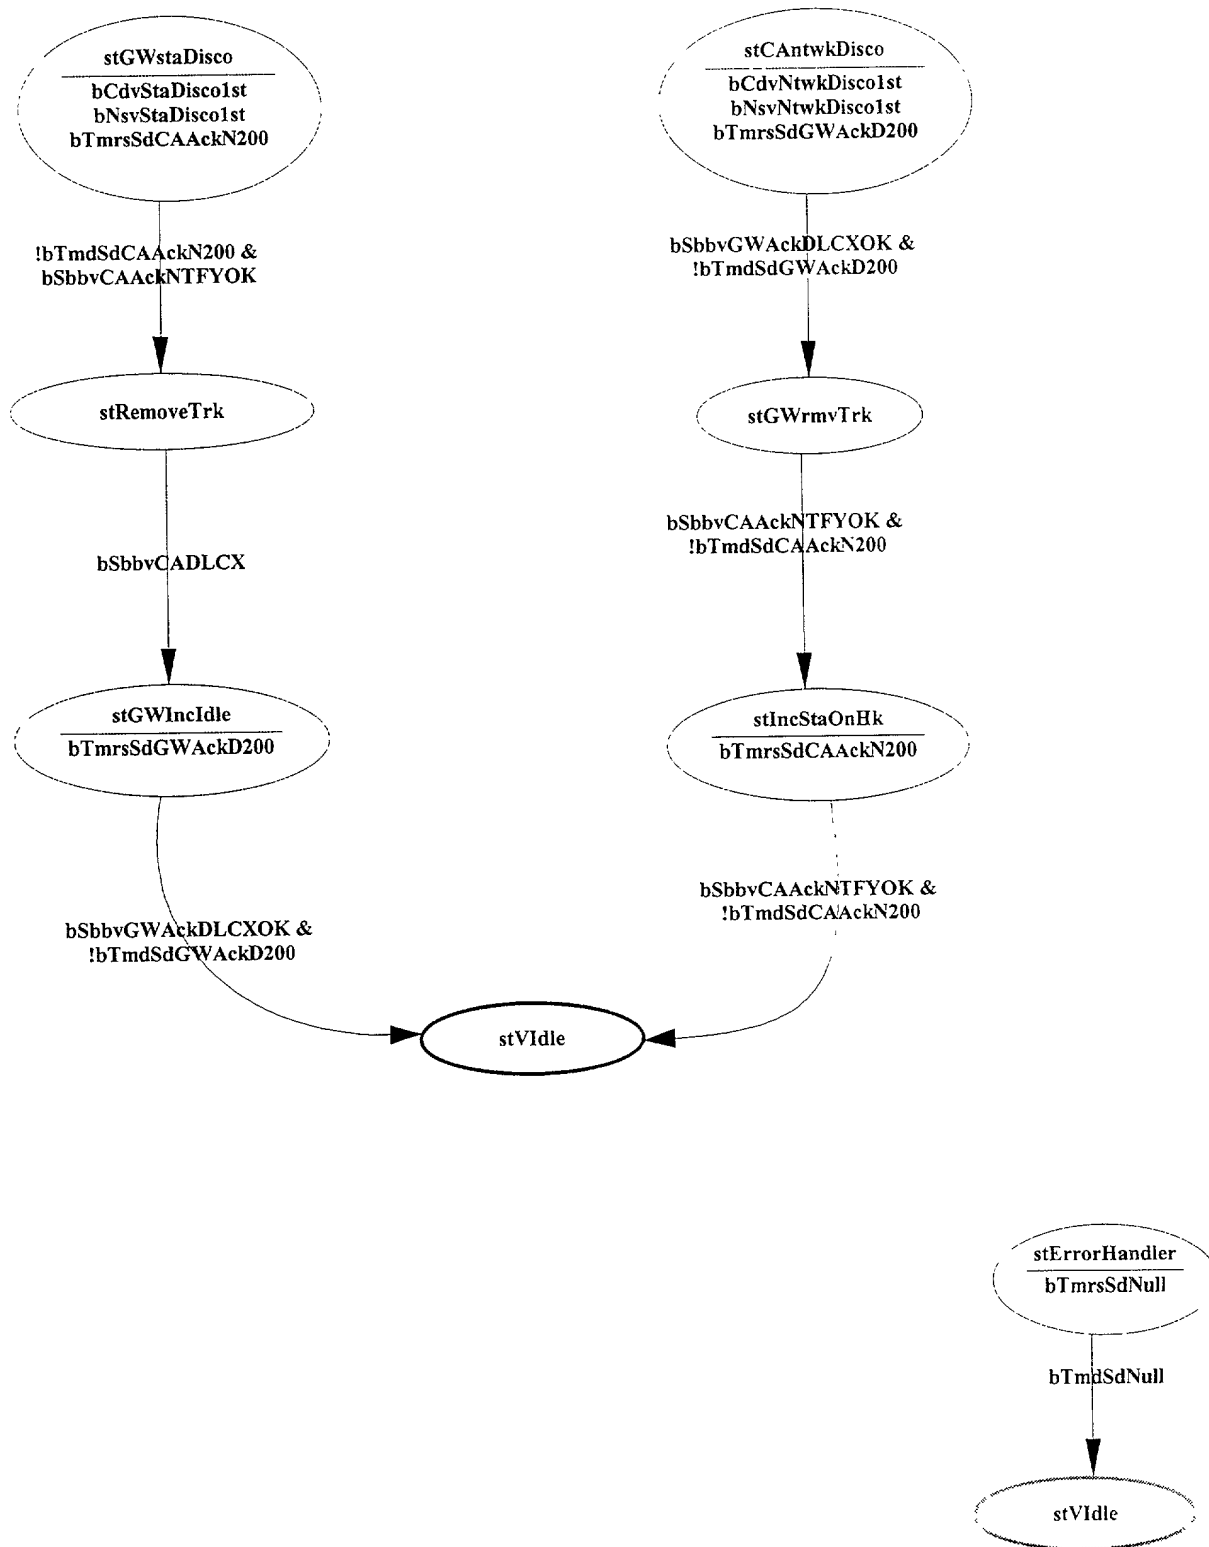 stGWstaDisco
bCdvStaDisco1st
bNsvStaDisco1st
bTmrsSdCAAckN200
stCAntwkDisco
bCdvNtwkDisco1st
bNsvNtwkDisco1st
bTmrsSdGWAckD200
!bTmdSdCAAckN200 &
bSbbvCAAckNTFYOK
bSbbvGWAckDLCXOK &
!bTmdSdGWAckD200
stRemoveTrk
stGWrmvTrk
bSbbvCADLCX
bSbbvCAAckNTFYOK &
!bTmdSdCAAckN200
stGWIncIdle
bTmrsSdGWAckD200
stIncStaOnHk
bTmrsSdCAAckN200
bSbbvGWAckDLCXOK &
!bTmdSdGWAckD200
bSbbvCAAckNTFYOK &
!bTmdSdCAAckN200
stVIdle
stErrorHandler
bTmrsSdNull
bTmdSdNull
stVIdle